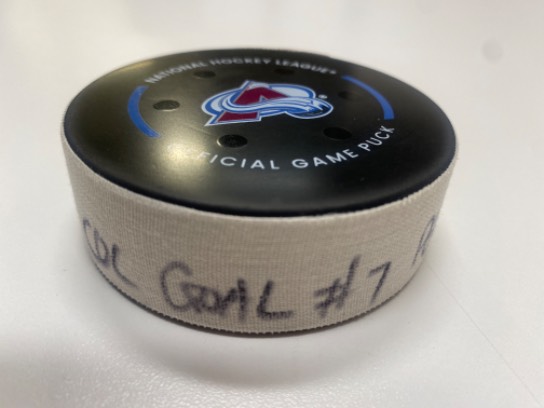 NATIONAL HOCKEY LEAGUE®
OFFICIAL GAME PUCK
COL GOAL #7